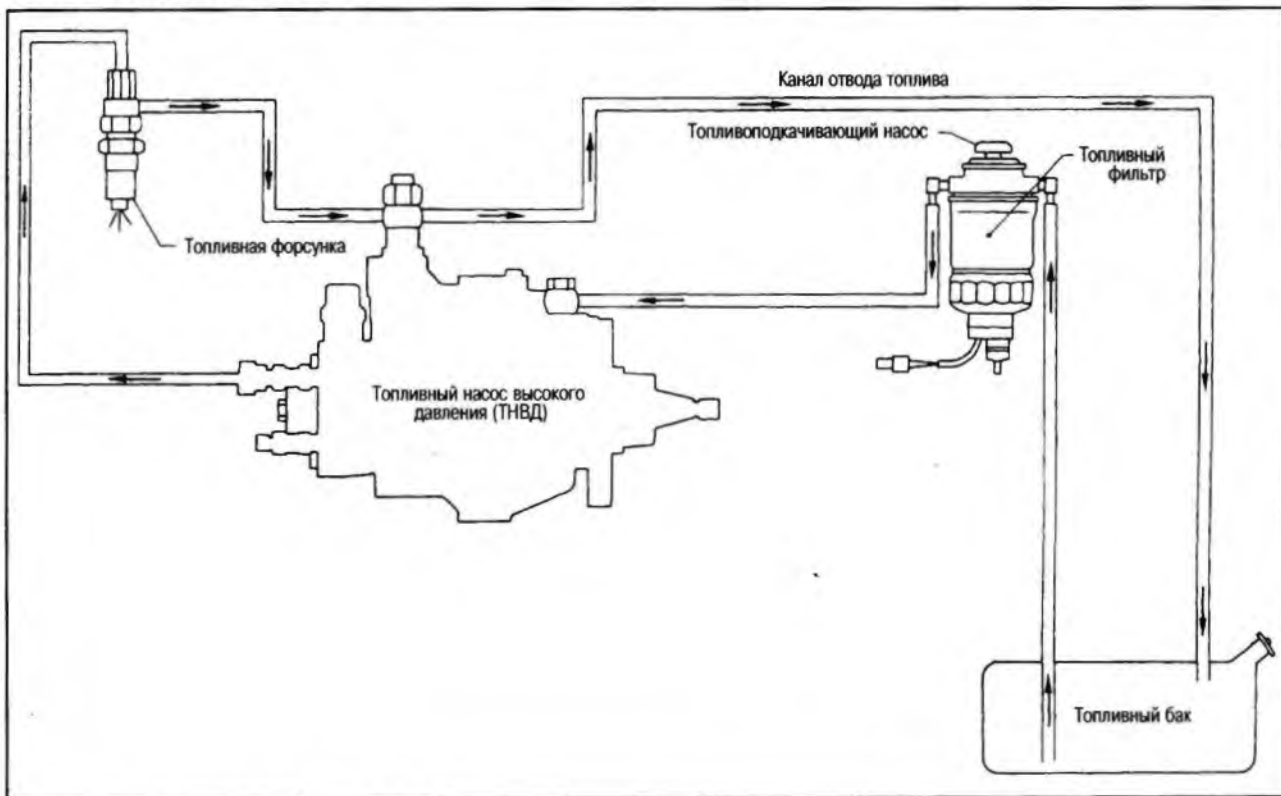 Канал отвода топлива
Топливоподкачивающий насос
Топливный
фильтр
Топливная форсунка
Топливный насос высокого
давления (ТНВД)
Топливный бак